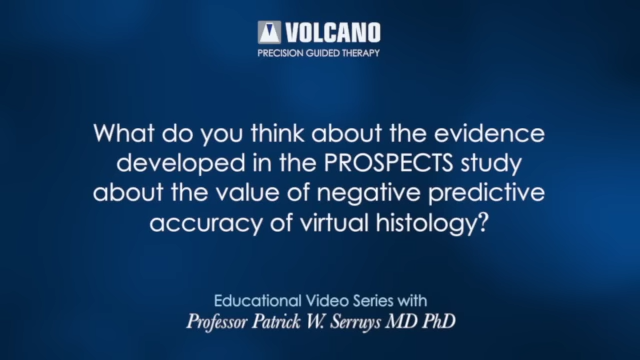 VOLCANO
PRECISION GUIDED THERAPY
What do you think about the evidence
developed in the PROSPECTS study
about the value of negative predictive
accuracy of virtual histology?
Educational Video Series with
Professor Patrick W. Serruys MD PhD